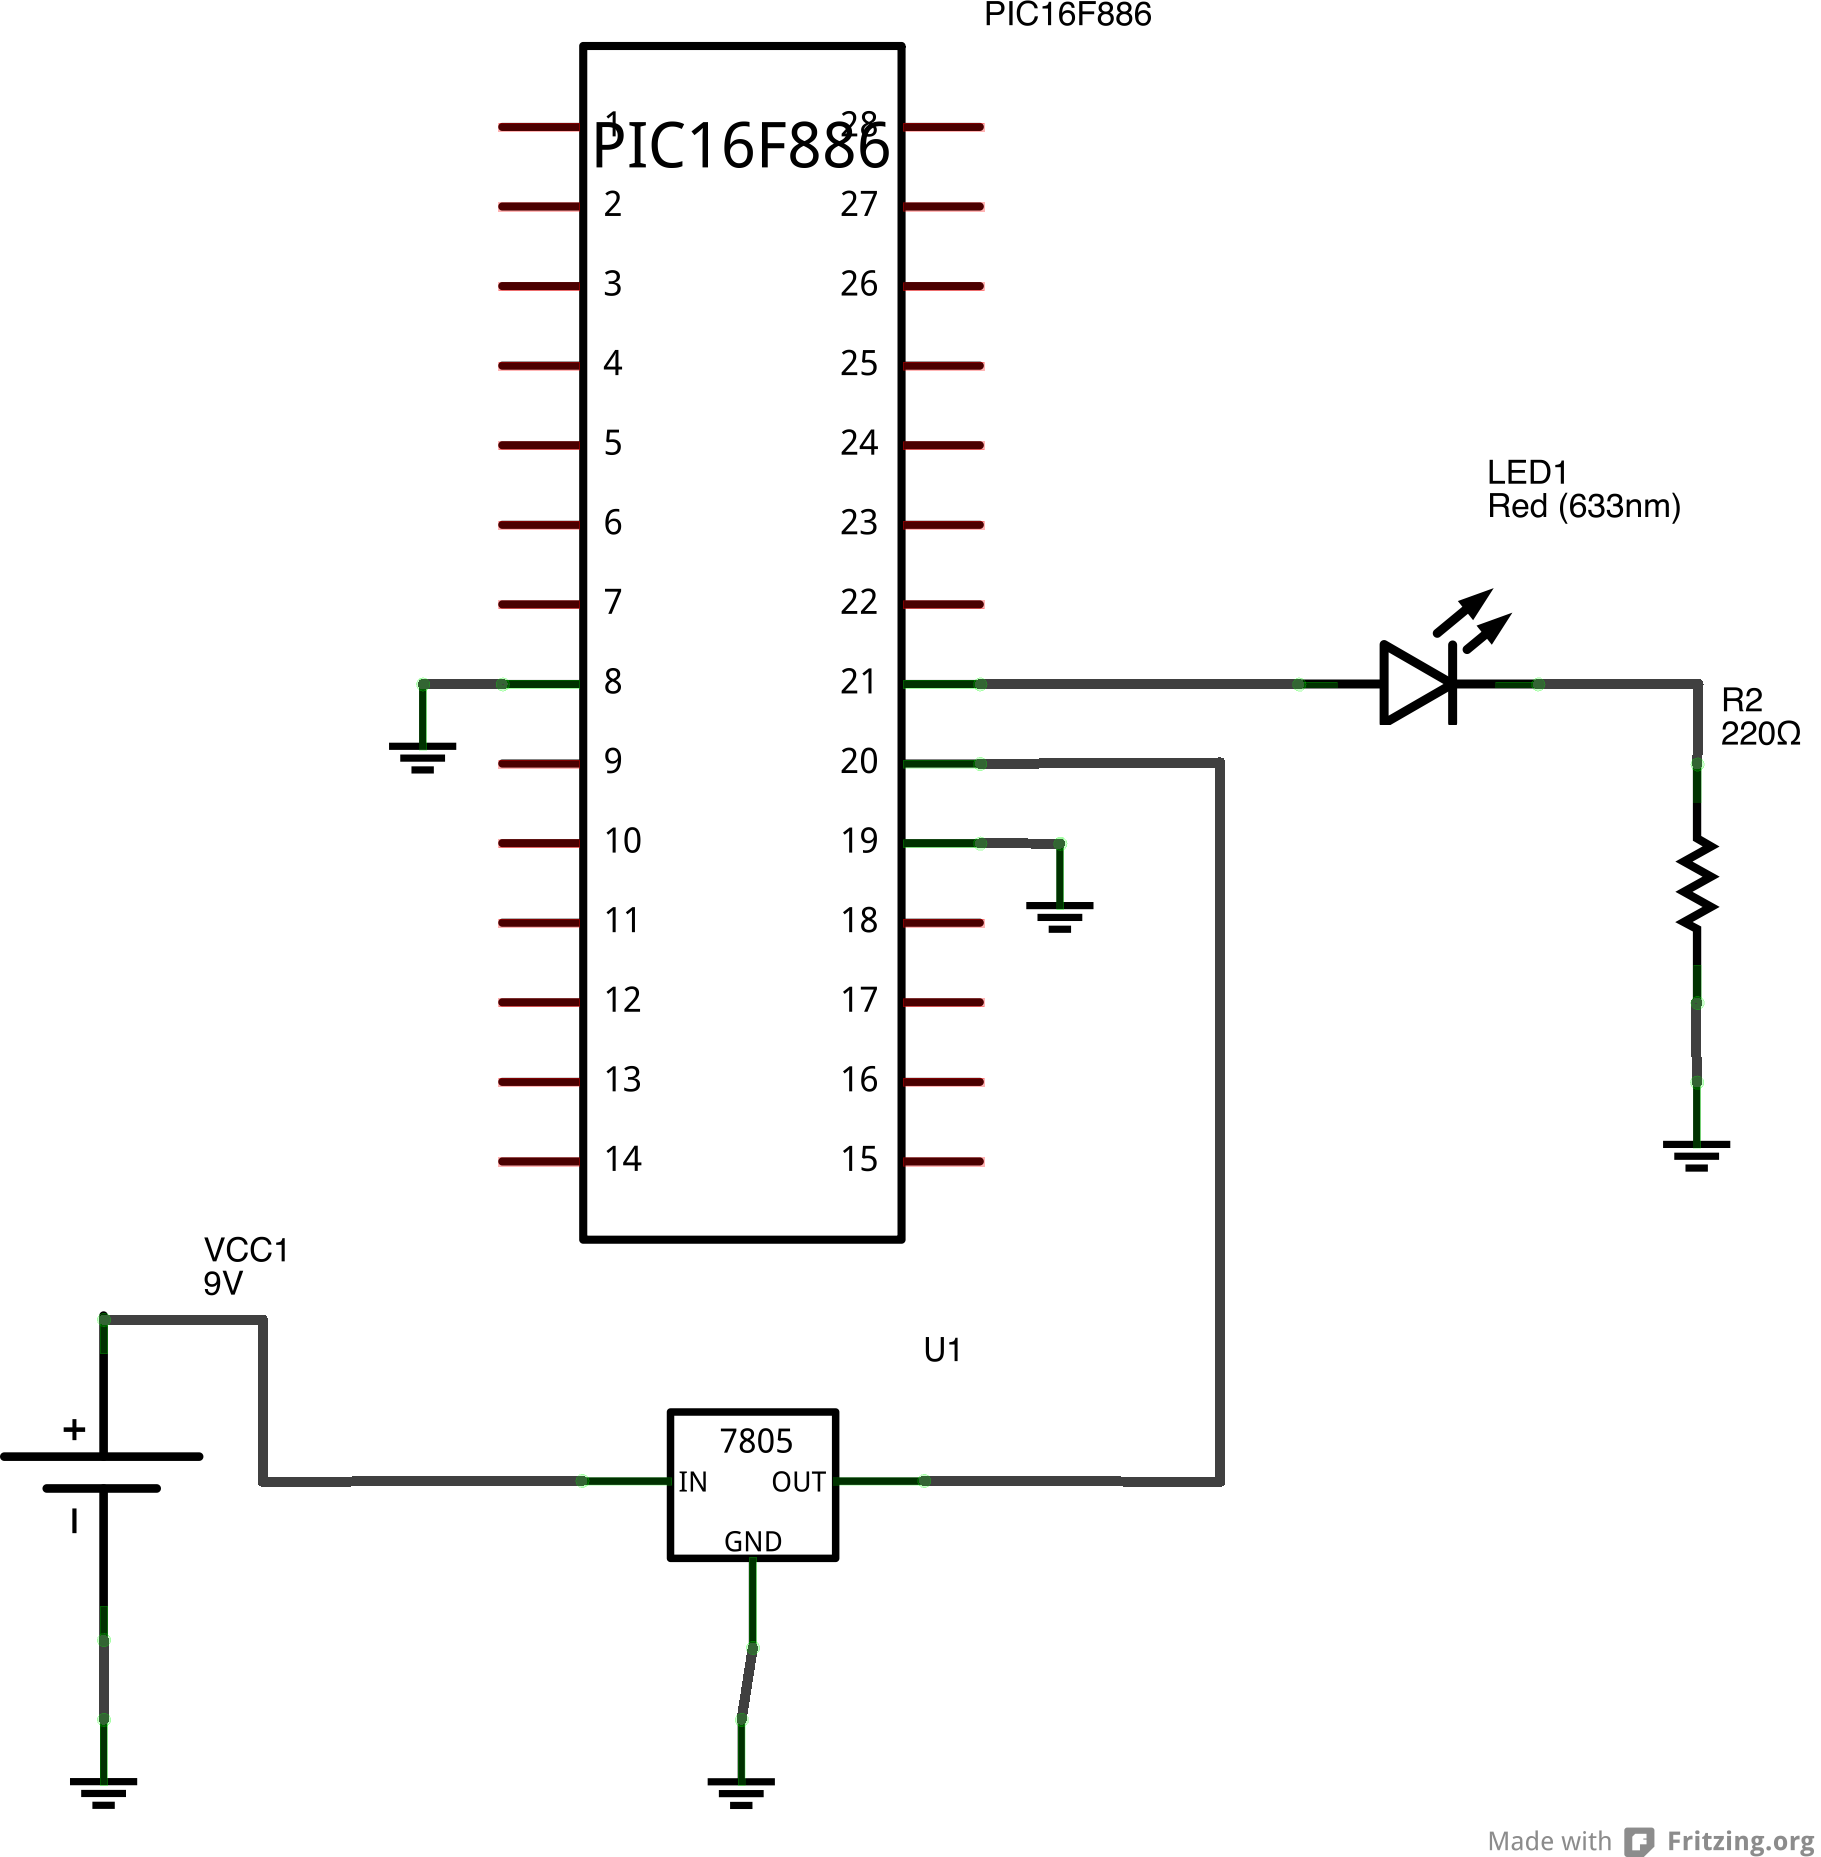 PIC16F886
PIC16F886
1 28
2 27
3 26
4 25
5 24
6 23
7 22
8 21
9 20
10 19
11 18
12 17
13 16
14 15
LED1
Red (633nm)
R2
220Ω
VCC1
9V
+
–
U1
7805
IN OUT
GND
Made with Fritzing.org